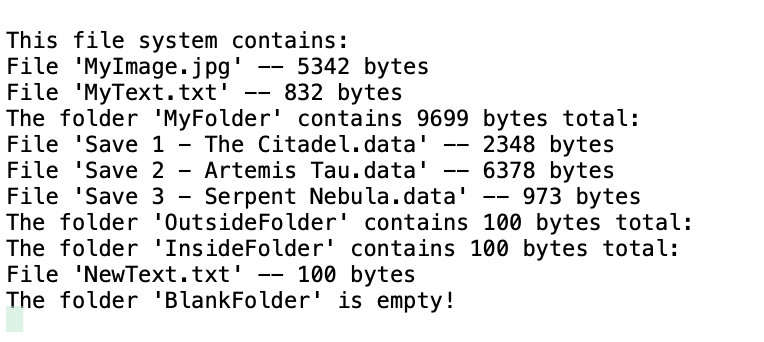 This file system contains:
File 'MyImage.jpg' -- 5342 bytes
File 'MyText.txt' -- 832 bytes
The folder 'MyFolder' contains 9699 bytes total:
File 'Save 1 - The Citadel.data' -- 2348 bytes
File 'Save 2 - Artemis Tau.data' -- 6378 bytes
File 'Save 3 - Serpent Nebula.data' -- 973 bytes
The folder 'OutsideFolder' contains 100 bytes total:
The folder 'InsideFolder' contains 100 bytes total:
File 'NewText.txt' -- 100 bytes
The folder 'BlankFolder' is empty!